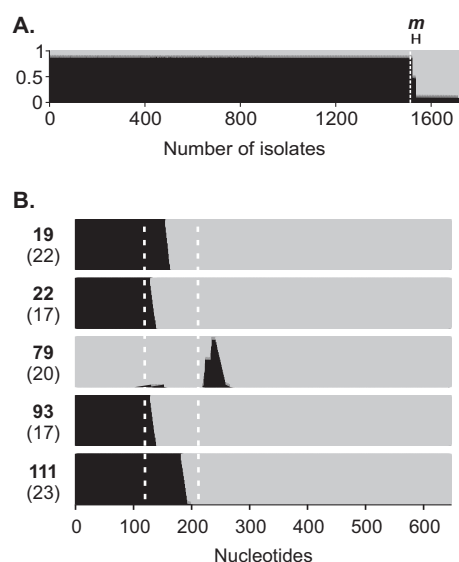 A.
m
H
1
0.5
0
0 400 800 1200 1600
Number of isolates
B.
19
(22)
22
(17)
79
(20)
93
(17)
111
(23)
0 100 200 300 400 500 600
Nucleotides